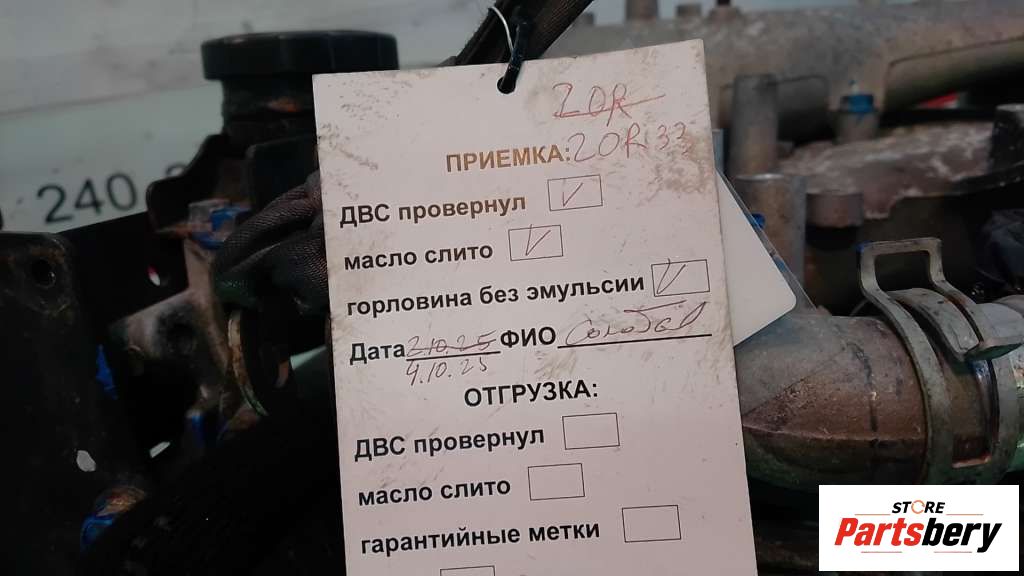 20R
ПРИЕМКА: 20R 33
ДВС провернул V
масло слито V
горловина без эмульсии V
Дата 2.10.25 ФИО
4.10.25
ОТГРУЗКА:
ДВС провернул
масло слито
гарантийные метки
240
STORE
Partsbery